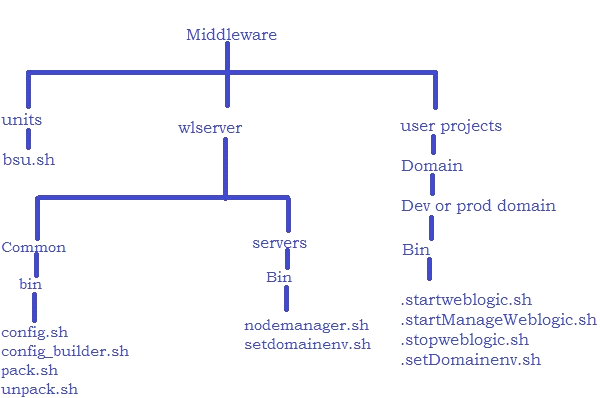 Middleware
units
bsu.sh
wlserver
Common
bin
config.sh
config_builder.sh
pack.sh
unpack.sh
servers
Bin
nodemanager.sh
setdomainenv.sh
user projects
Domain
Dev or prod domain
Bin
.startweblogic.sh
.startManageWeblogic.sh
.stopweblogic.sh
.setDomainenv.sh